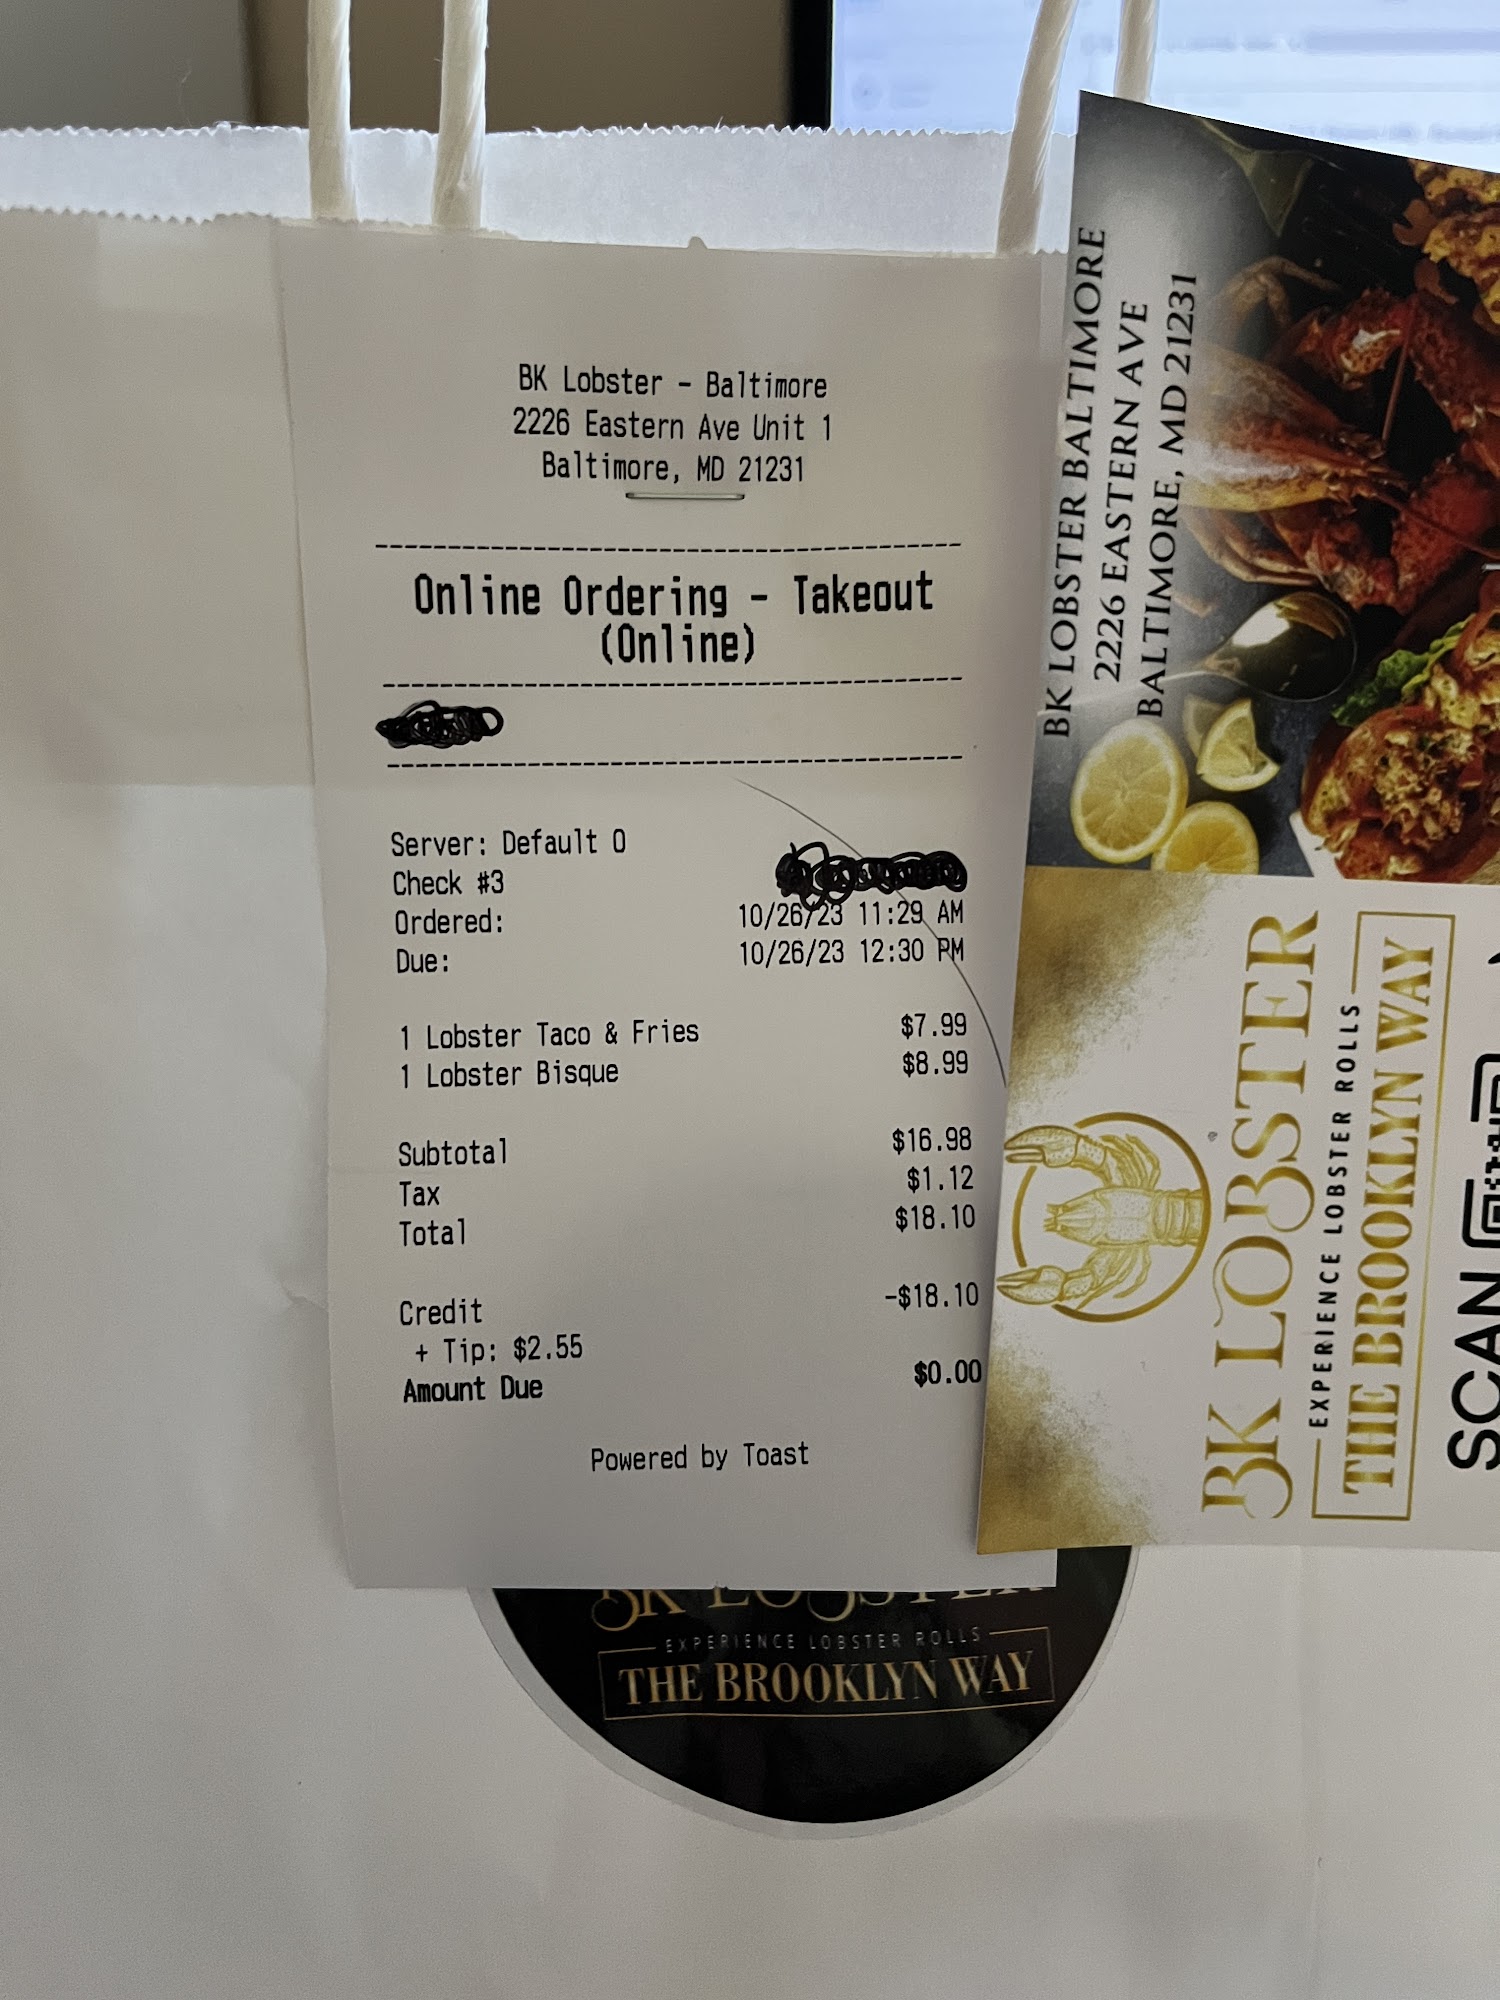 BK Lobster - Baltimore
2226 Eastern Ave Unit 1
Baltimore, MD 21231
Online Ordering - Takeout
(Online)
Server: Default O
Check #3
Ordered: 10/26/23 11:29 AM
Due: 10/26/23 12:30 PM
1 Lobster Taco & Fries $7.99
1 Lobster Bisque $8.99
Subtotal $16.98
Tax $1.12
Total $18.10
Credit -$18.10
+ Tip: $2.55
Amount Due $0.00
Powered by Toast
BK LOBSTER BALTIMORE
2226 EASTERN AVE
BALTIMORE, MD 21231
BK LOBSTER
EXPERIENCE LOBSTER ROLLS
THE BROOKLYN WAY
SCAN
BK LOBSTER
EXPERIENCE LOBSTER ROLLS
THE BROOKLYN WAY